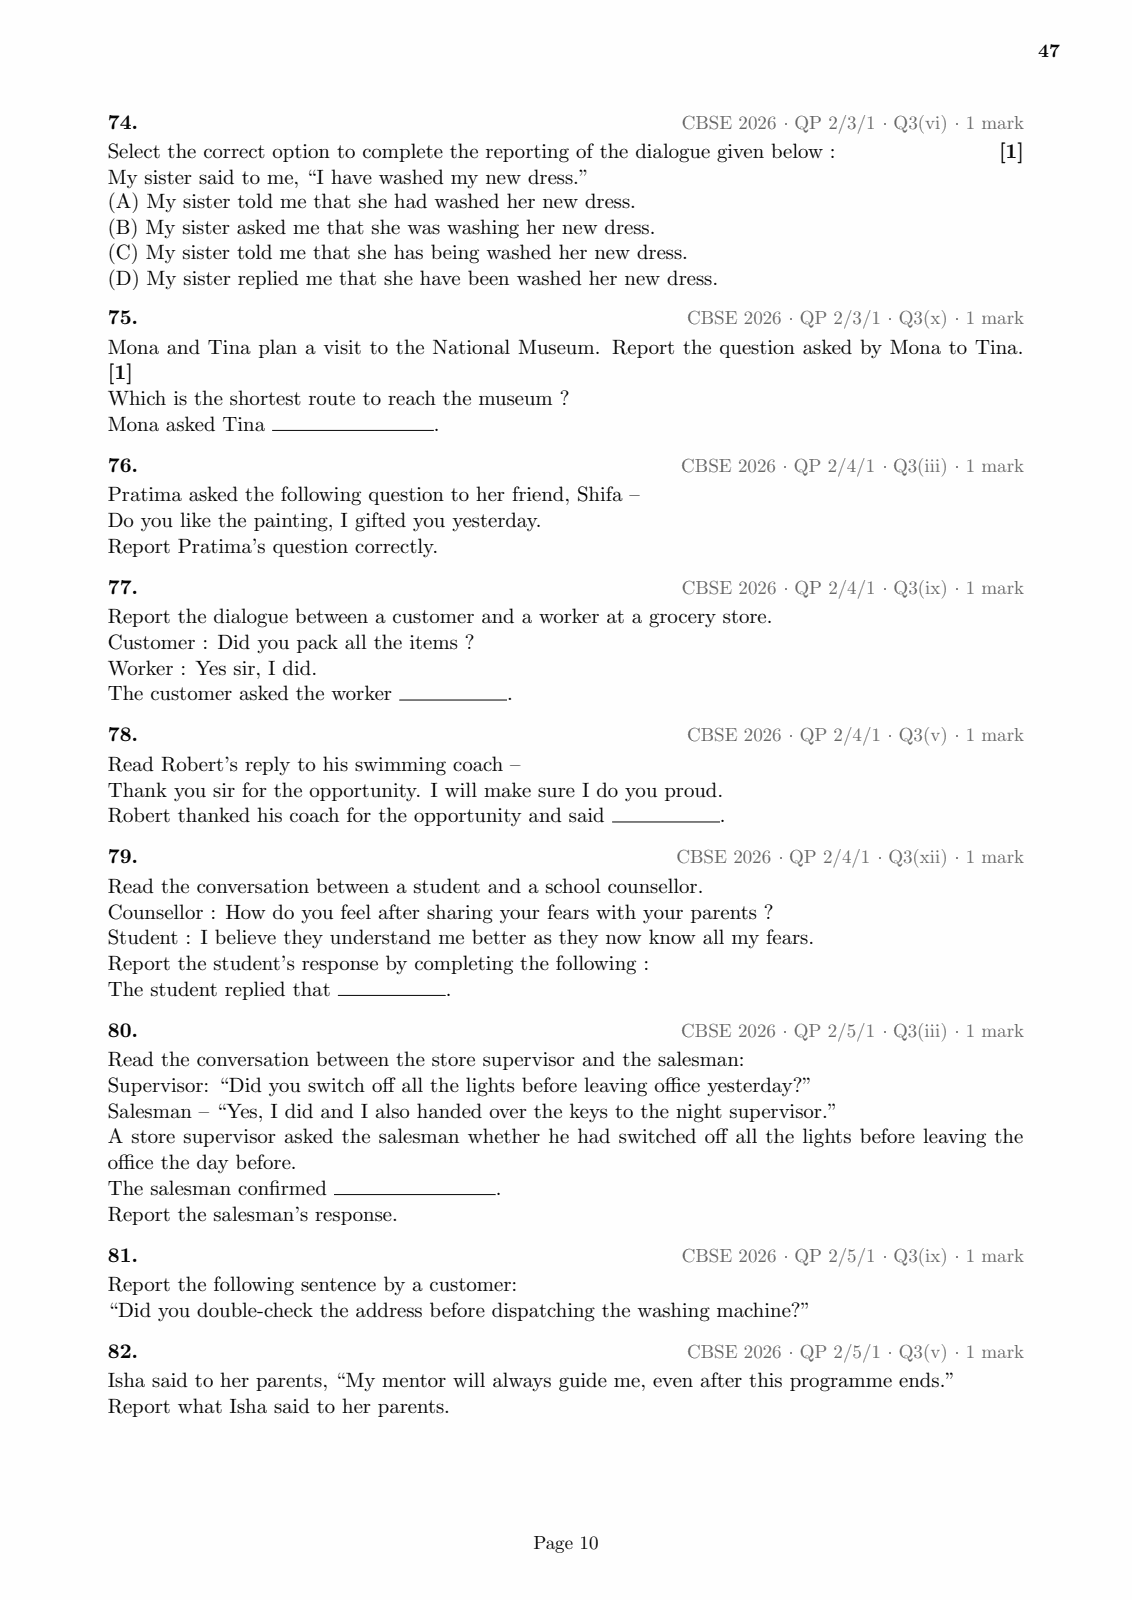 47
74. CBSE 2026 · QP 2/3/1 · Q3(vi) · 1 mark
Select the correct option to complete the reporting of the dialogue given below : [1]
My sister said to me, “I have washed my new dress.”
(A) My sister told me that she had washed her new dress.
(B) My sister asked me that she was washing her new dress.
(C) My sister told me that she has being washed her new dress.
(D) My sister replied me that she have been washed her new dress.
75. CBSE 2026 · QP 2/3/1 · Q3(x) · 1 mark
Mona and Tina plan a visit to the National Museum. Report the question asked by Mona to Tina.
[1]
Which is the shortest route to reach the museum ?
Mona asked Tina _______________.
76. CBSE 2026 · QP 2/4/1 · Q3(iii) · 1 mark
Pratima asked the following question to her friend, Shifa –
Do you like the painting, I gifted you yesterday.
Report Pratima’s question correctly.
77. CBSE 2026 · QP 2/4/1 · Q3(ix) · 1 mark
Report the dialogue between a customer and a worker at a grocery store.
Customer : Did you pack all the items ?
Worker : Yes sir, I did.
The customer asked the worker __________.
78. CBSE 2026 · QP 2/4/1 · Q3(v) · 1 mark
Read Robert’s reply to his swimming coach –
Thank you sir for the opportunity. I will make sure I do you proud.
Robert thanked his coach for the opportunity and said __________.
79. CBSE 2026 · QP 2/4/1 · Q3(xii) · 1 mark
Read the conversation between a student and a school counsellor.
Counsellor : How do you feel after sharing your fears with your parents ?
Student : I believe they understand me better as they now know all my fears.
Report the student’s response by completing the following :
The student replied that __________.
80. CBSE 2026 · QP 2/5/1 · Q3(iii) · 1 mark
Read the conversation between the store supervisor and the salesman:
Supervisor: “Did you switch off all the lights before leaving office yesterday?”
Salesman – “Yes, I did and I also handed over the keys to the night supervisor.”
A store supervisor asked the salesman whether he had switched off all the lights before leaving the
office the day before.
The salesman confirmed _______________.
Report the salesman’s response.
81. CBSE 2026 · QP 2/5/1 · Q3(ix) · 1 mark
Report the following sentence by a customer:
“Did you double-check the address before dispatching the washing machine?”
82. CBSE 2026 · QP 2/5/1 · Q3(v) · 1 mark
Isha said to her parents, “My mentor will always guide me, even after this programme ends.”
Report what Isha said to her parents.
Page 10